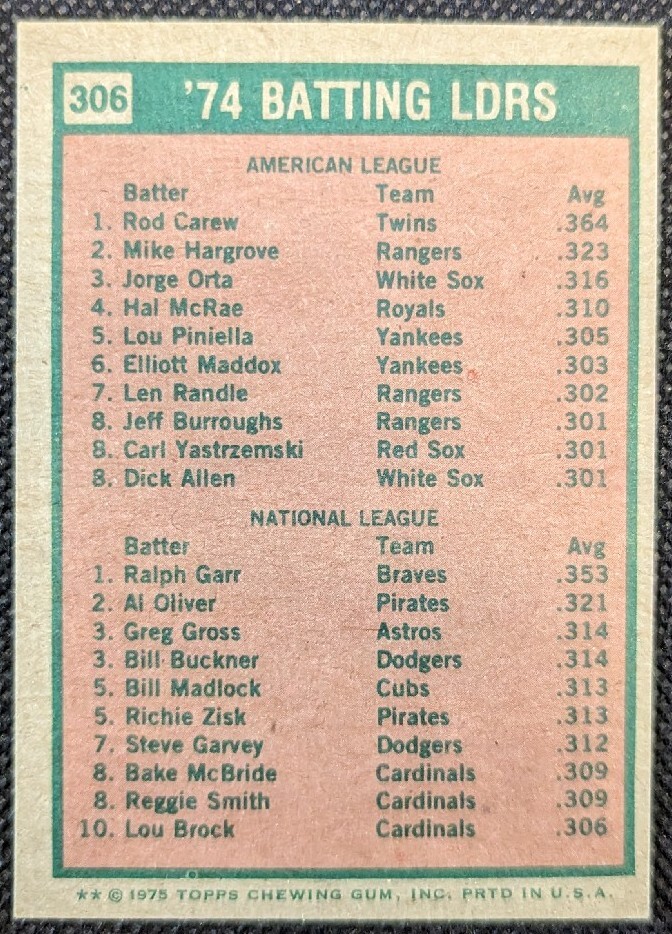 306 '74 BATTING LDRS
AMERICAN LEAGUE
Batter Team Avg
1. Rod Carew Twins .364
2. Mike Hargrove Rangers .323
3. Jorge Orta White Sox .316
4. Hal McRae Royals .310
5. Lou Piniella Yankees .305
6. Elliott Maddox Yankees .303
7. Len Randle Rangers .302
8. Jeff Burroughs Rangers .301
8. Carl Yastrzemski Red Sox .301
8. Dick Allen White Sox .301
NATIONAL LEAGUE
Batter Team Avg
1. Ralph Garr Braves .353
2. Al Oliver Pirates .321
3. Greg Gross Astros .314
3. Bill Buckner Dodgers .314
5. Bill Madlock Cubs .313
5. Richie Zisk Pirates .313
7. Steve Garvey Dodgers .312
8. Bake McBride Cardinals .309
8. Reggie Smith Cardinals .309
10. Lou Brock Cardinals .306
** © 1975 TOPPS CHEWING GUM, INC. PRTD IN U.S.A.